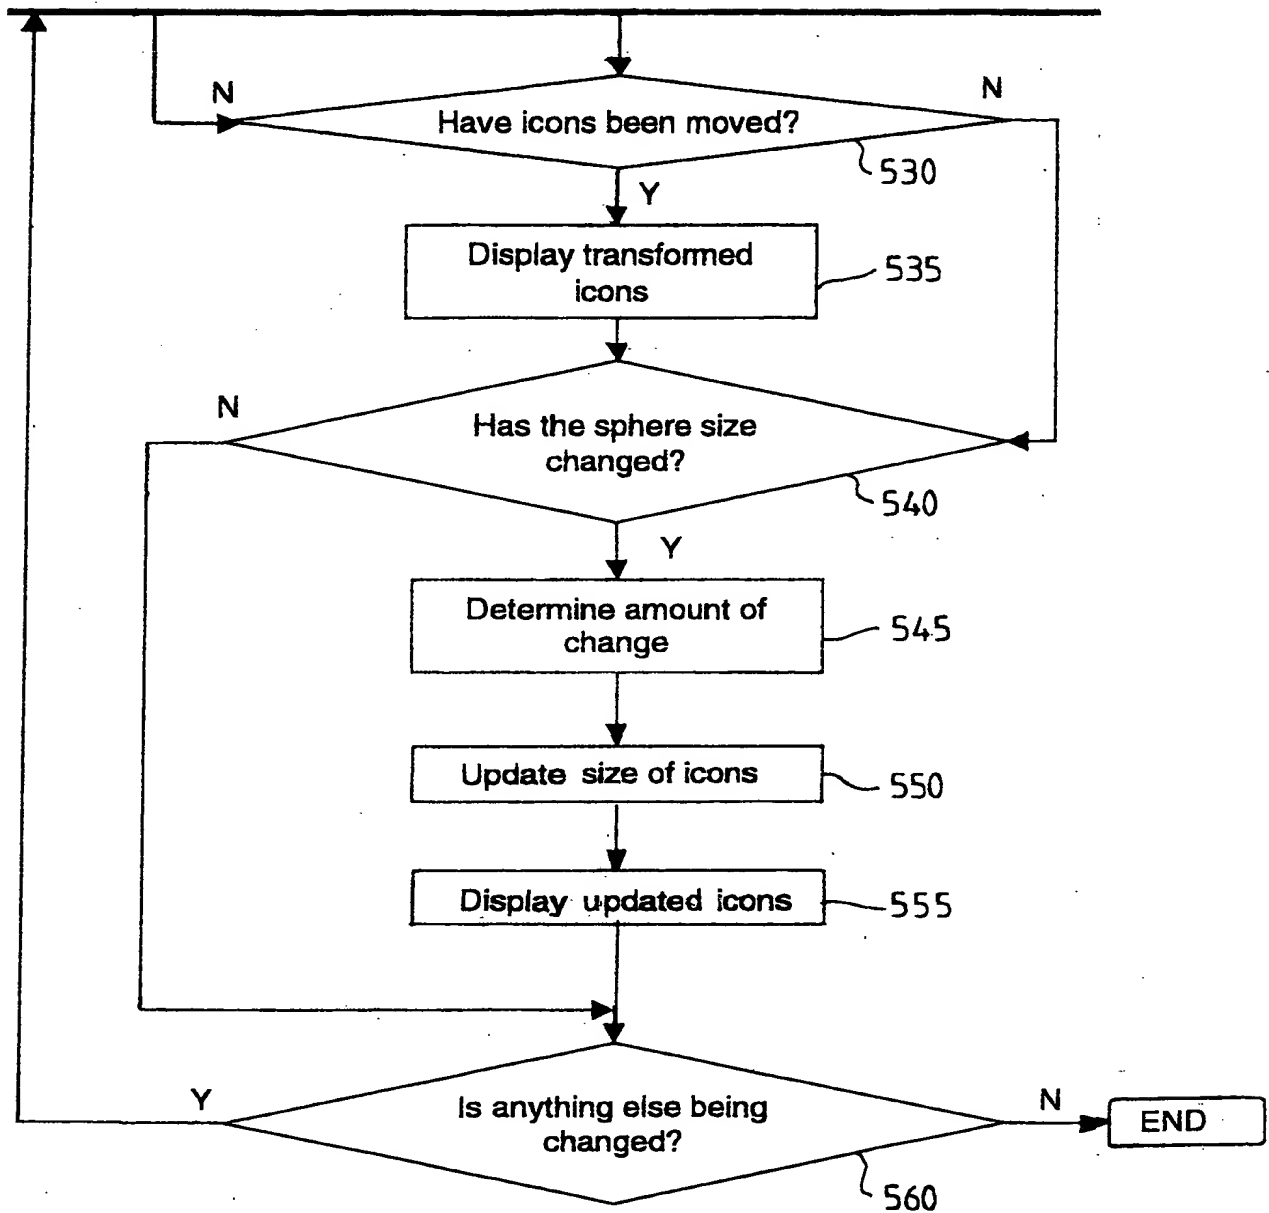 N
N
Have icons been moved?
530
Y
Display transformed
icons
535
N
Has the sphere size
changed?
540
Y
Determine amount of
change
545
Update size of icons
550
Display updated icons
555
Y
Is anything else being
changed?
N
END
560